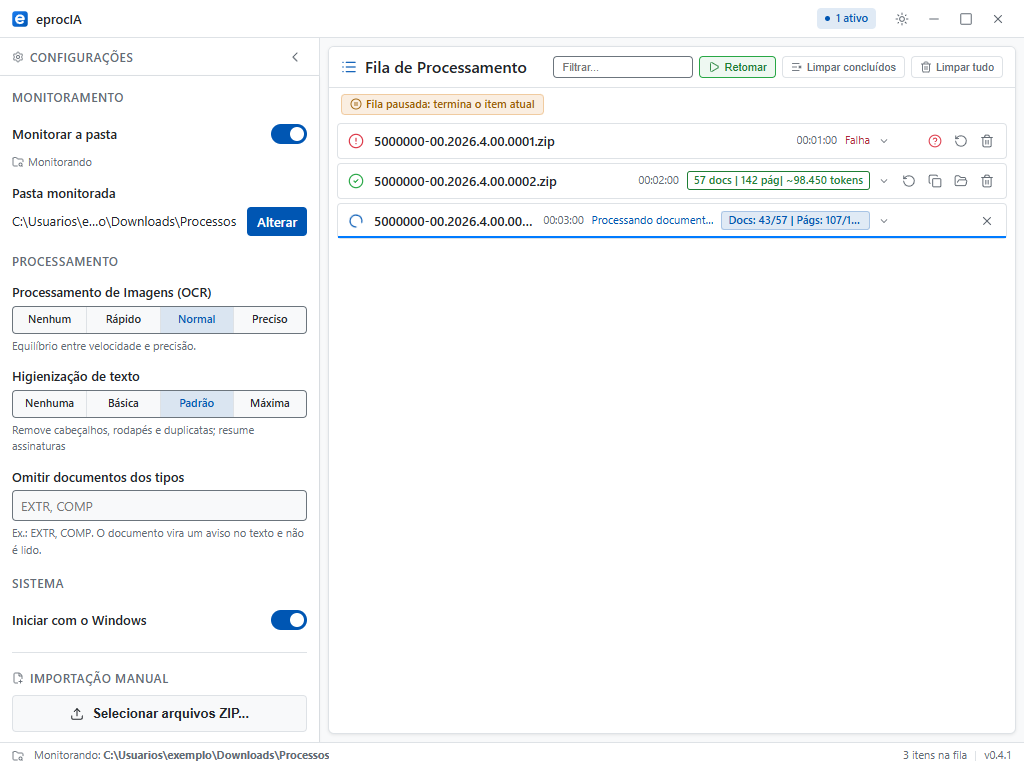 eprocIA
1 ativo
CONFIGURAÇÕES
MONITORAMENTO
Monitorar a pasta
Monitorando
Pasta monitorada
C:\Usuarios\e...o\Downloads\Processos
Alterar
PROCESSAMENTO
Processamento de Imagens (OCR)
Nenhum Rápido Normal Preciso
Equilíbrio entre velocidade e precisão.
Higienização de texto
Nenhuma Básica Padrão Máxima
Remove cabeçalhos, rodapés e duplicatas; resume
assinaturas
Omitir documentos dos tipos
EXTR, COMP
Ex.: EXTR, COMP. O documento vira um aviso no texto e não
é lido.
SISTEMA
Iniciar com o Windows
IMPORTAÇÃO MANUAL
Selecionar arquivos ZIP...
Fila de Processamento
Filtrar...
Retomar
Limpar concluídos
Limpar tudo
Fila pausada: termina o item atual
5000000-00.2026.4.00.0001.zip 00:01:00 Falha
5000000-00.2026.4.00.0002.zip 00:02:00 57 docs | 142 pág| ~98.450 tokens
5000000-00.2026.4.00.00... 00:03:00 Processando document... Docs: 43/57 | Págs: 107/1...
Monitorando: C:\Usuarios\exemplo\Downloads\Processos
3 itens na fila
v0.4.1